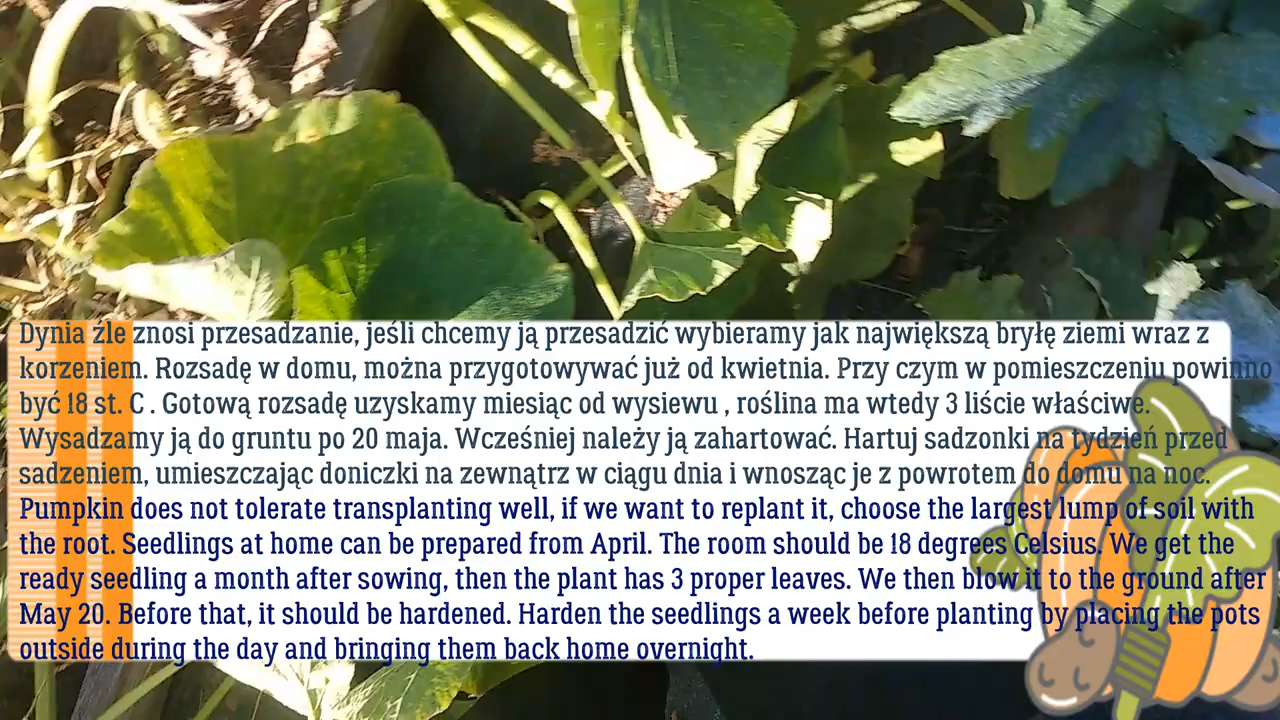 Dynia źle znosi przesadzanie, jeśli chcemy ją przesadzić wybieramy jak największą bryłę ziemi wraz z
korzeniem. Rozsadę w domu, można przygotowywać już od kwietnia. Przy czym w pomieszczeniu powinno
być 18 st. C . Gotową rozsadę uzyskamy miesiąc od wysiewu , roślina ma wtedy 3 liście właściwe.
Wysadzamy ją do gruntu po 20 maja. Wcześniej należy ją zahartować. Hartuj sadzonki na tydzień przed
sadzeniem, umieszczając doniczki na zewnątrz w ciągu dnia i wnosząc je z powrotem do domu na noc.
Pumpkin does not tolerate transplanting well, if we want to replant it, choose the largest lump of soil with
the root. Seedlings at home can be prepared from April. The room should be 18 degrees Celsius. We get the
ready seedling a month after sowing, then the plant has 3 proper leaves. We then blow it to the ground after
May 20. Before that, it should be hardened. Harden the seedlings a week before planting by placing the pots
outside during the day and bringing them back home overnight.